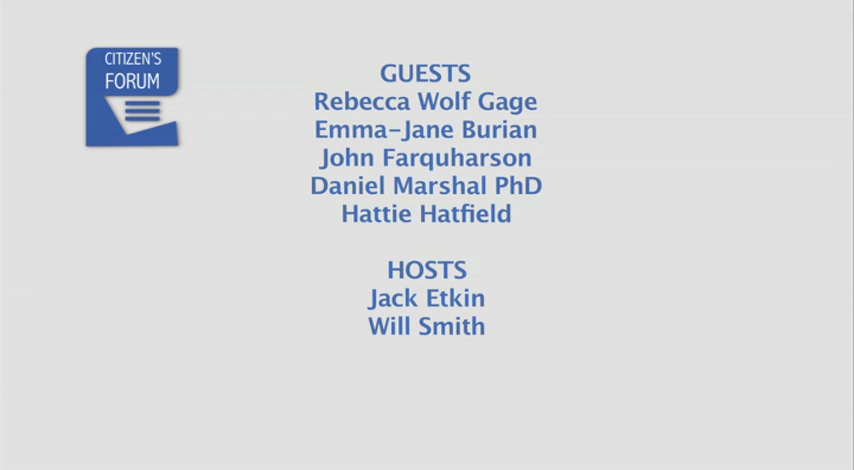 CITIZEN'S
FORUM
GUESTS
Rebecca Wolf Gage
Emma-Jane Burian
John Farquharson
Daniel Marshal PhD
Hattie Hatfield
HOSTS
Jack Etkin
Will Smith